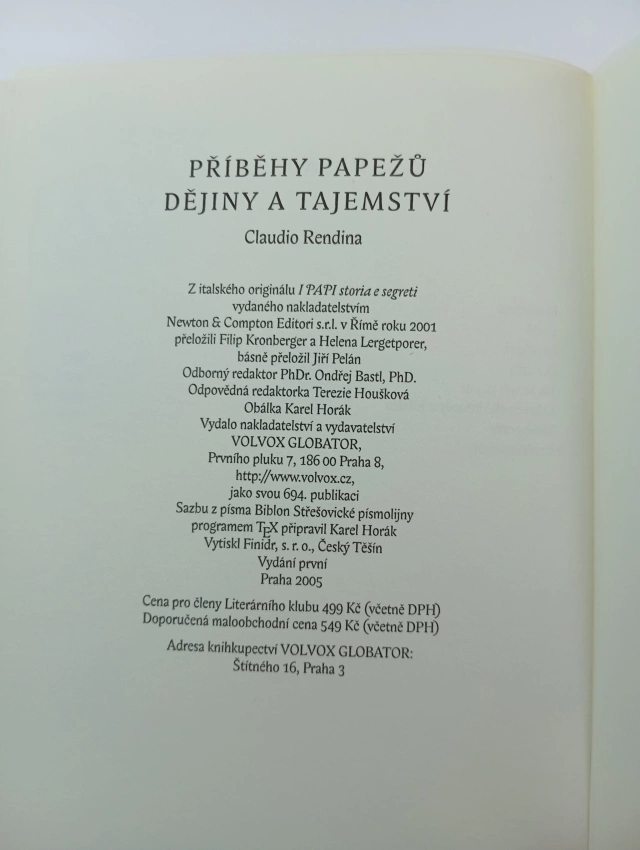 PŘÍBĚHY PAPEŽŮ
DĚJINY A TAJEMSTVÍ
Claudio Rendina
Z italského originálu I PAPI storia e segreti
vydaného nakladatelstvím
Newton & Compton Editori s.r.l. v Římě roku 2001
přeložili Filip Kronberger a Helena Lergetporer,
básně přeložil Jiří Pelán
Odborný redaktor PhDr. Ondřej Bastl, PhD.
Odpovědná redaktorka Terezie Houšková
Obálka Karel Horák
Vydalo nakladatelství a vydavatelství
VOLVOX GLOBATOR,
Prvního pluku 7, 186 00 Praha 8,
http://www.volvox.cz,
jako svou 694. publikaci
Sazbu z písma Biblon Střešovické písmolijny
programem TEX připravil Karel Horák
Vytiskl Finidr, s. r. o., Český Těšín
Vydání první
Praha 2005
Cena pro členy Literárního klubu 499 Kč (včetně DPH)
Doporučená maloobchodní cena 549 Kč (včetně DPH)
Adresa knihkupectví VOLVOX GLOBATOR:
Štítného 16, Praha 3